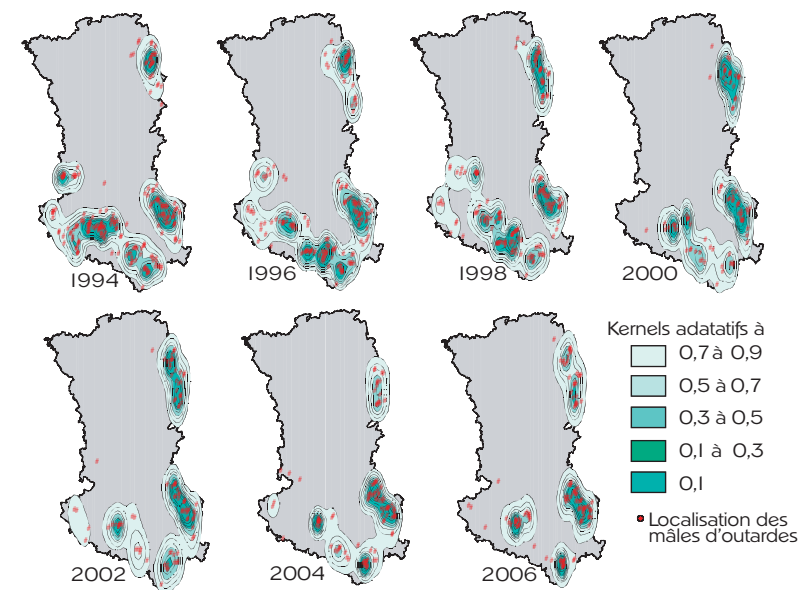 1994
1996
1998
2000
2002
2004
2006
Kernels adatatifs à
0,7 à 0,9
0,5 à 0,7
0,3 à 0,5
0,1 à 0,3
0,1
Localisation des
mâles d'outardes